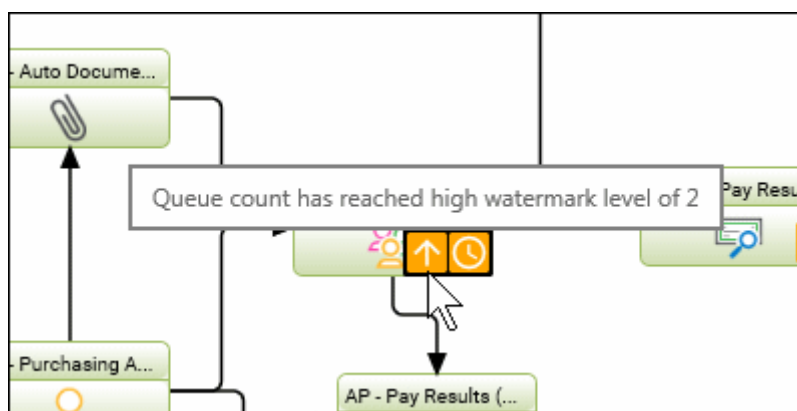 - Auto Docume...
Queue count has reached high watermark level of 2
Pay Resu
- Purchasing A...
AP - Pay Results (...